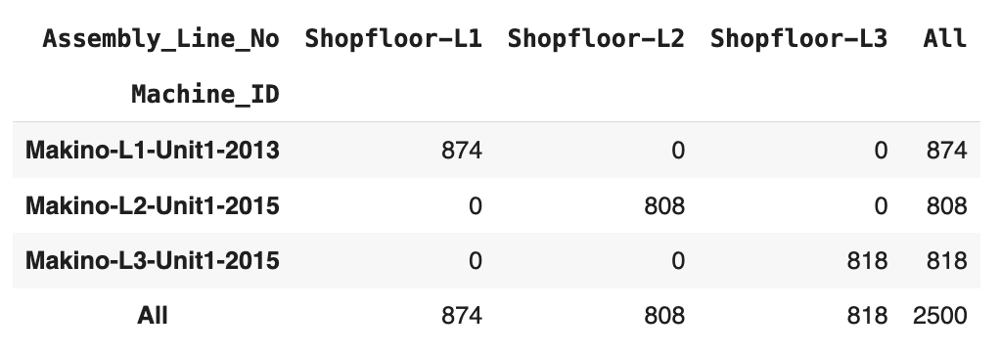 Assembly_Line_No Shopfloor-L1 Shopfloor-L2 Shopfloor-L3 All
Machine_ID
Makino-L1-Unit1-2013 874 0 0 874
Makino-L2-Unit1-2015 0 808 0 808
Makino-L3-Unit1-2015 0 0 818 818
All 874 808 818 2500